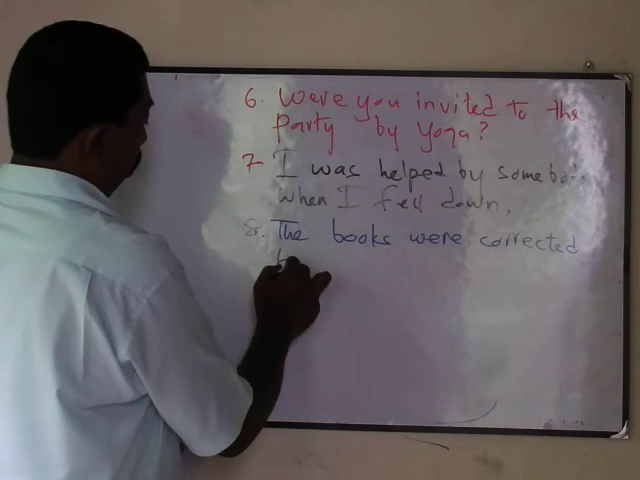 6. Were you invited to the
Party by Yoga?
7 I was helped by
when I fell down,
8. The books were corrected